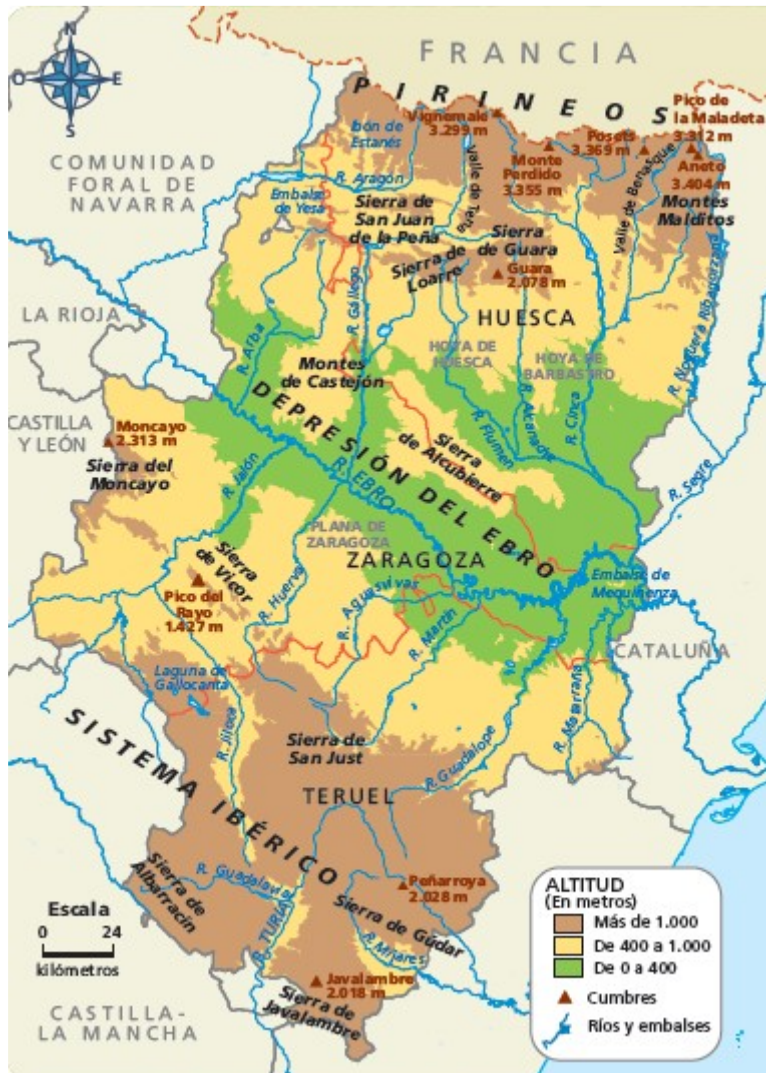 N
O
E
S
FRANCIA
PIRINEOS
Pico de
la Maladeta
3.312 m
Vignemale
3.299 m
Posets
3.369 m
Monte
Perdido
3.355 m
Aneto
3.404 m
Montes
Malditos
Ibón de
Estanés
Valle de Tena
Valle de Benasque
COMUNIDAD
FORAL DE
NAVARRA
R. Aragón
Embalse
de Yesa
Sierra de
San Juan
de la Peña
Sierra
de Guara
Sierra de
Loarre
Guara
2.078 m
R. Noguera Ribagorzana
LA RIOJA
R. Gállego
HUESCA
R. Arba
Montes
de Castejón
HOYA DE
HUESCA
HOYA DE
BARBASTRO
R. Flumen
R. Alcanadre
R. Cinca
CASTILLA
Y LEÓN
Moncayo
2.313 m
Sierra del
Moncayo
DEPRESIÓN DEL EBRO
Sierra
de Alcubierre
R. Segre
R. Jalón
R. EBRO
PLANA DE
ZARAGOZA
ZARAGOZA
Sierra
de Vicor
Pico del
Rayo
1.427 m
R. Huerva
R. Aguasvivas
R. Martín
Embalse de
Mequinenza
CATALUÑA
Laguna de
Gallocanta
R. Matarraña
R. Guadalope
SISTEMA IBÉRICO
R. Jiloca
Sierra de
San Just
TERUEL
Sierra de
Albarracín
R. Guadalaviar
R. TURIA
Peñarroya
2.028 m
Sierra de Gúdar
R. Mijares
Javalambre
2.018 m
Sierra de
Javalambre
Escala
0 24
kilómetros
CASTILLA-
LA MANCHA
ALTITUD
(En metros)
Más de 1.000
De 400 a 1.000
De 0 a 400
Cumbres
Ríos y embalses